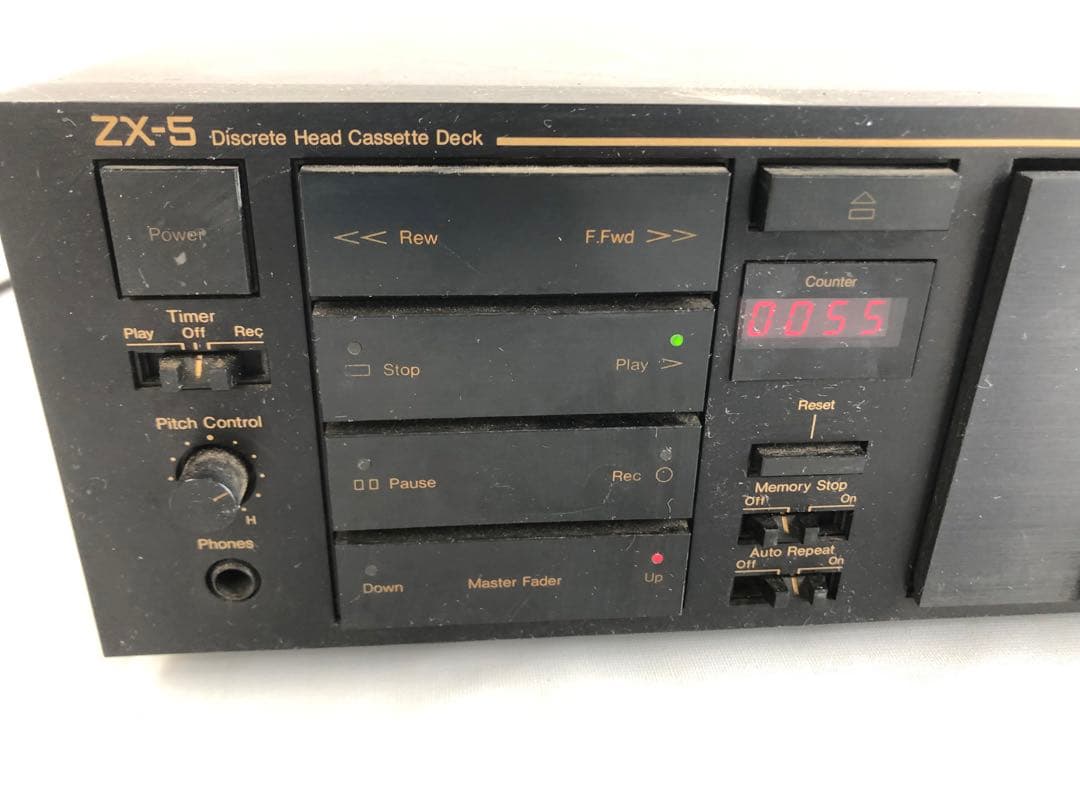 ZX-5 Discrete Head Cassette Deck
Power
Timer
Play Off Rec
Pitch Control
H
Phones
<< Rew F.Fwd >>
Stop Play >
Pause Rec
Down Master Fader Up
Counter
0055
Reset
Memory Stop
Off On
Auto Repeat
Off On